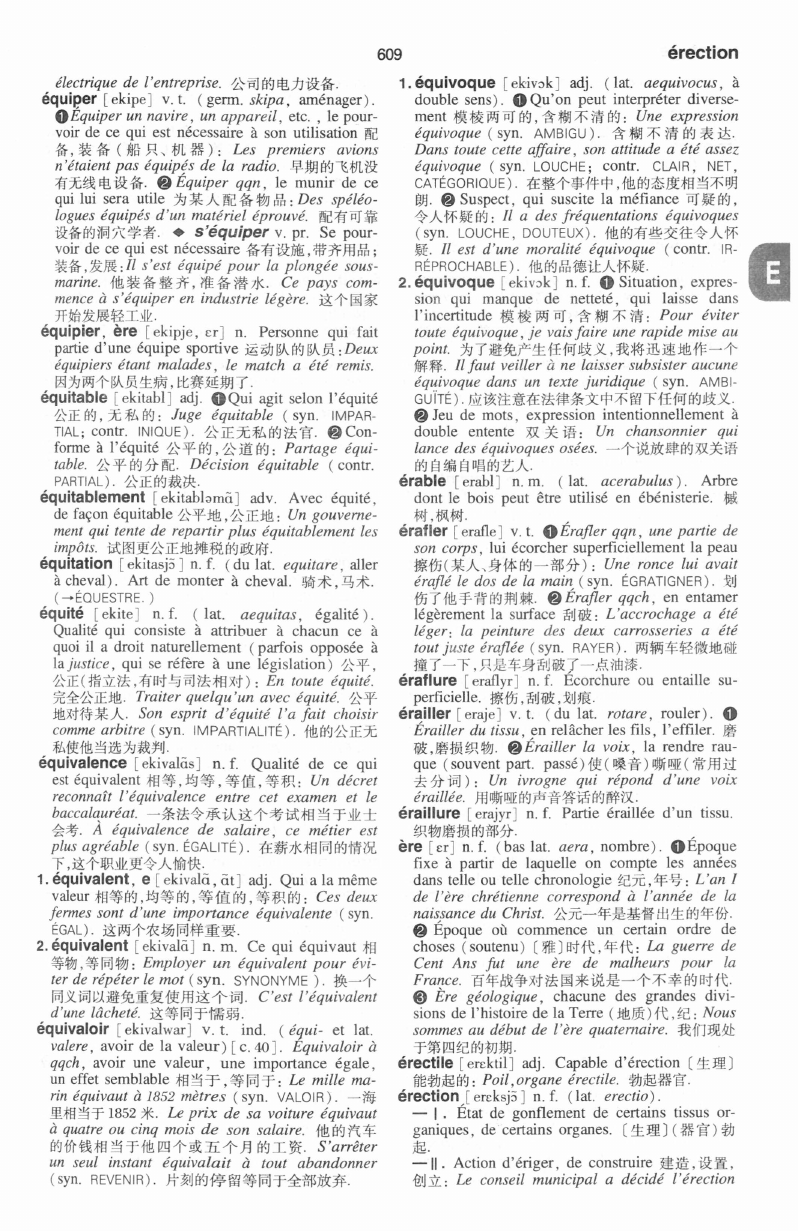 609
érection
électrique de l'entreprise. 公司的电力设备.
équiper [ekipe] v. t. (germ. skipa, aménager).
❶Équiper un navire, un appareil, etc. , le pour-
voir de ce qui est nécessaire à son utilisation 配
备,装备(船只、机器): Les premiers avions
n'étaient pas équipés de la radio. 早期的飞机没
有无线电设备. ❷ Équiper qqn, le munir de ce
qui lui sera utile 为某人配备物品:Des spéléo-
logues équipés d'un matériel éprouvé. 配有可靠
设备的洞穴学者. ◆ s'équiper v. pr. Se pour-
voir de ce qui est nécessaire 备有设施,带齐用品;
装备,发展:Il s'est équipé pour la plongée sous-
marine. 他装备整齐,准备潜水. Ce pays com-
mence à s'équiper en industrie légère. 这个国家
开始发展轻工业.
équipier, ère [ekipje, ɛr] n. Personne qui fait
partie d'une équipe sportive 运动队的队员:Deux
équipiers étant malades, le match a été remis.
因为两个队员生病,比赛延期了.
équitable [ekitabl] adj. ❶Qui agit selon l'équité
公正的,无私的: Juge équitable (syn. IMPAR-
TIAL; contr. INIQUE). 公正无私的法官. ❷Con-
forme à l'équité 公平的,公道的: Partage équi-
table. 公平的分配. Décision équitable (contr.
PARTIAL). 公正的裁决.
équitablement [ekitabləmɑ̃] adv. Avec équité,
de façon équitable 公平地,公正地: Un gouverne-
ment qui tente de repartir plus équitablement les
impôts. 试图更公正地摊税的政府.
équitation [ekitasjɔ̃] n. f. (du lat. equitare, aller
à cheval). Art de monter à cheval. 骑术,马术.
(→ÉQUESTRE. )
équité [ekite] n. f. ( lat. aequitas, égalité).
Qualité qui consiste à attribuer à chacun ce à
quoi il a droit naturellement (parfois opposée à
la justice, qui se réfère à une législation) 公平,
公正(指立法,有时与司法相对): En toute équité.
完全公正地. Traiter quelqu'un avec équité. 公平
地对待某人. Son esprit d'équité l'a fait choisir
comme arbitre (syn. IMPARTIALITÉ). 他的公正无
私使他当选为裁判.
équivalence [ekivalɑ̃s] n. f. Qualité de ce qui
est équivalent 相等,均等,等值,等积: Un décret
reconnaît l'équivalence entre cet examen et le
baccalauréat. 一条法令承认这个考试相当于业士
会考. À équivalence de salaire, ce métier est
plus agréable (syn. ÉGALITÉ). 在薪水相同的情况
下,这个职业更令人愉快.
1. équivalent, e [ekivalɑ̃, ɑ̃t] adj. Qui a la même
valeur 相等的,均等的,等值的,等积的: Ces deux
fermes sont d'une importance équivalente (syn.
ÉGAL). 这两个农场同样重要.
2. équivalent [ekivalɑ̃] n. m. Ce qui équivaut 相
等物,等同物: Employer un équivalent pour évi-
ter de répéter le mot (syn. SYNONYME ). 换一个
同义词以避免重复使用这个词. C'est l'équivalent
d'une lâcheté. 这等同于懦弱.
équivaloir [ekivalwar] v. t. ind. ( équi- et lat.
valere, avoir de la valeur) [c. 40]. Équivaloir à
qqch, avoir une valeur, une importance égale,
un effet semblable 相当于,等同于: Le mille ma-
rin équivaut à 1852 mètres (syn. VALOIR). 一海
里相当于1852米. Le prix de sa voiture équivaut
à quatre ou cinq mois de son salaire. 他的汽车
的价钱相当于他四个或五个月的工资. S'arrêter
un seul instant équivalait à tout abandonner
(syn. REVENIR). 片刻的停留等同于全部放弃.
1. équivoque [ekivɔk] adj. (lat. aequivocus, à
double sens). ❶Qu'on peut interpréter diverse-
ment 模棱两可的,含糊不清的: Une expression
équivoque (syn. AMBIGU). 含糊不清的表达.
Dans toute cette affaire, son attitude a été assez
équivoque ( syn. LOUCHE; contr. CLAIR, NET,
CATÉGORIQUE). 在整个事件中,他的态度相当不明
朗. ❷ Suspect, qui suscite la méfiance 可疑的,
令人怀疑的: Il a des fréquentations équivoques
(syn. LOUCHE, DOUTEUX). 他的有些交往令人怀
疑. Il est d'une moralité équivoque (contr. IR-
RÉPROCHABLE). 他的品德让人怀疑.
2. équivoque [ekivɔk] n. f. ❶ Situation, expres-
sion qui manque de netteté, qui laisse dans
l'incertitude 模棱两可,含糊不清: Pour éviter
toute équivoque, je vais faire une rapide mise au
point. 为了避免产生任何歧义,我将迅速地作一个
解释. Il faut veiller à ne laisser subsister aucune
équivoque dans un texte juridique ( syn. AMBI-
GUÏTÉ). 应该注意在法律条文中不留下任何的歧义.
❷ Jeu de mots, expression intentionnellement à
double entente 双关语: Un chansonnier qui
lance des équivoques osées. 一个说放肆的双关语
的自编自唱的艺人.
érable [erabl] n. m. ( lat. acerabulus). Arbre
dont le bois peut être utilisé en ébénisterie. 槭
树,枫树.
érafler [erafle] v. t. ❶Érafler qqn, une partie de
son corps, lui écorcher superficiellement la peau
擦伤(某人、身体的一部分): Une ronce lui avait
éraflé le dos de la main (syn. ÉGRATIGNER). 划
伤了他手背的荆棘. ❷Érafler qqch, en entamer
légèrement la surface 刮破: L'accrochage a été
léger: la peinture des deux carrosseries a été
tout juste éraflée (syn. RAYER). 两辆车轻微地碰
撞了一下,只是车身刮破了一点油漆.
éraflure [eraflyr] n. f. Écorchure ou entaille su-
perficielle. 擦伤,刮破,划痕.
érailler [eraje] v. t. (du lat. rotare, rouler). ❶
Érailler du tissu, en relâcher les fils, l'effiler. 磨
破,磨损织物. ❷Érailler la voix, la rendre rau-
que (souvent part. passé)使(嗓音)嘶哑(常用过
去分词): Un ivrogne qui répond d'une voix
éraillée. 用嘶哑的声音答话的醉汉.
éraillure [erajyr] n. f. Partie éraillée d'un tissu.
织物磨损的部分.
ère [ɛr] n. f. (bas lat. aera, nombre). ❶Époque
fixe à partir de laquelle on compte les années
dans telle ou telle chronologie 纪元,年号: L'an I
de l'ère chrétienne correspond à l'année de la
naissance du Christ. 公元一年是基督出生的年份.
❷ Époque où commence un certain ordre de
choses (soutenu) [雅]时代,年代: La guerre de
Cent Ans fut une ère de malheurs pour la
France. 百年战争对法国来说是一个不幸的时代.
❸ Ère géologique, chacune des grandes divi-
sions de l'histoire de la Terre (地质)代,纪: Nous
sommes au début de l'ère quaternaire. 我们现处
于第四纪的初期.
érectile [erɛktil] adj. Capable d'érection 〔生理〕
能勃起的: Poil, organe érectile. 勃起器官.
érection [erɛksjɔ̃] n. f. (lat. erectio).
— Ⅰ. État de gonflement de certains tissus or-
ganiques, de certains organes. 〔生理〕(器官)勃
起.
— Ⅱ. Action d'ériger, de construire 建造,设置,
创立: Le conseil municipal a décidé l'érection
E